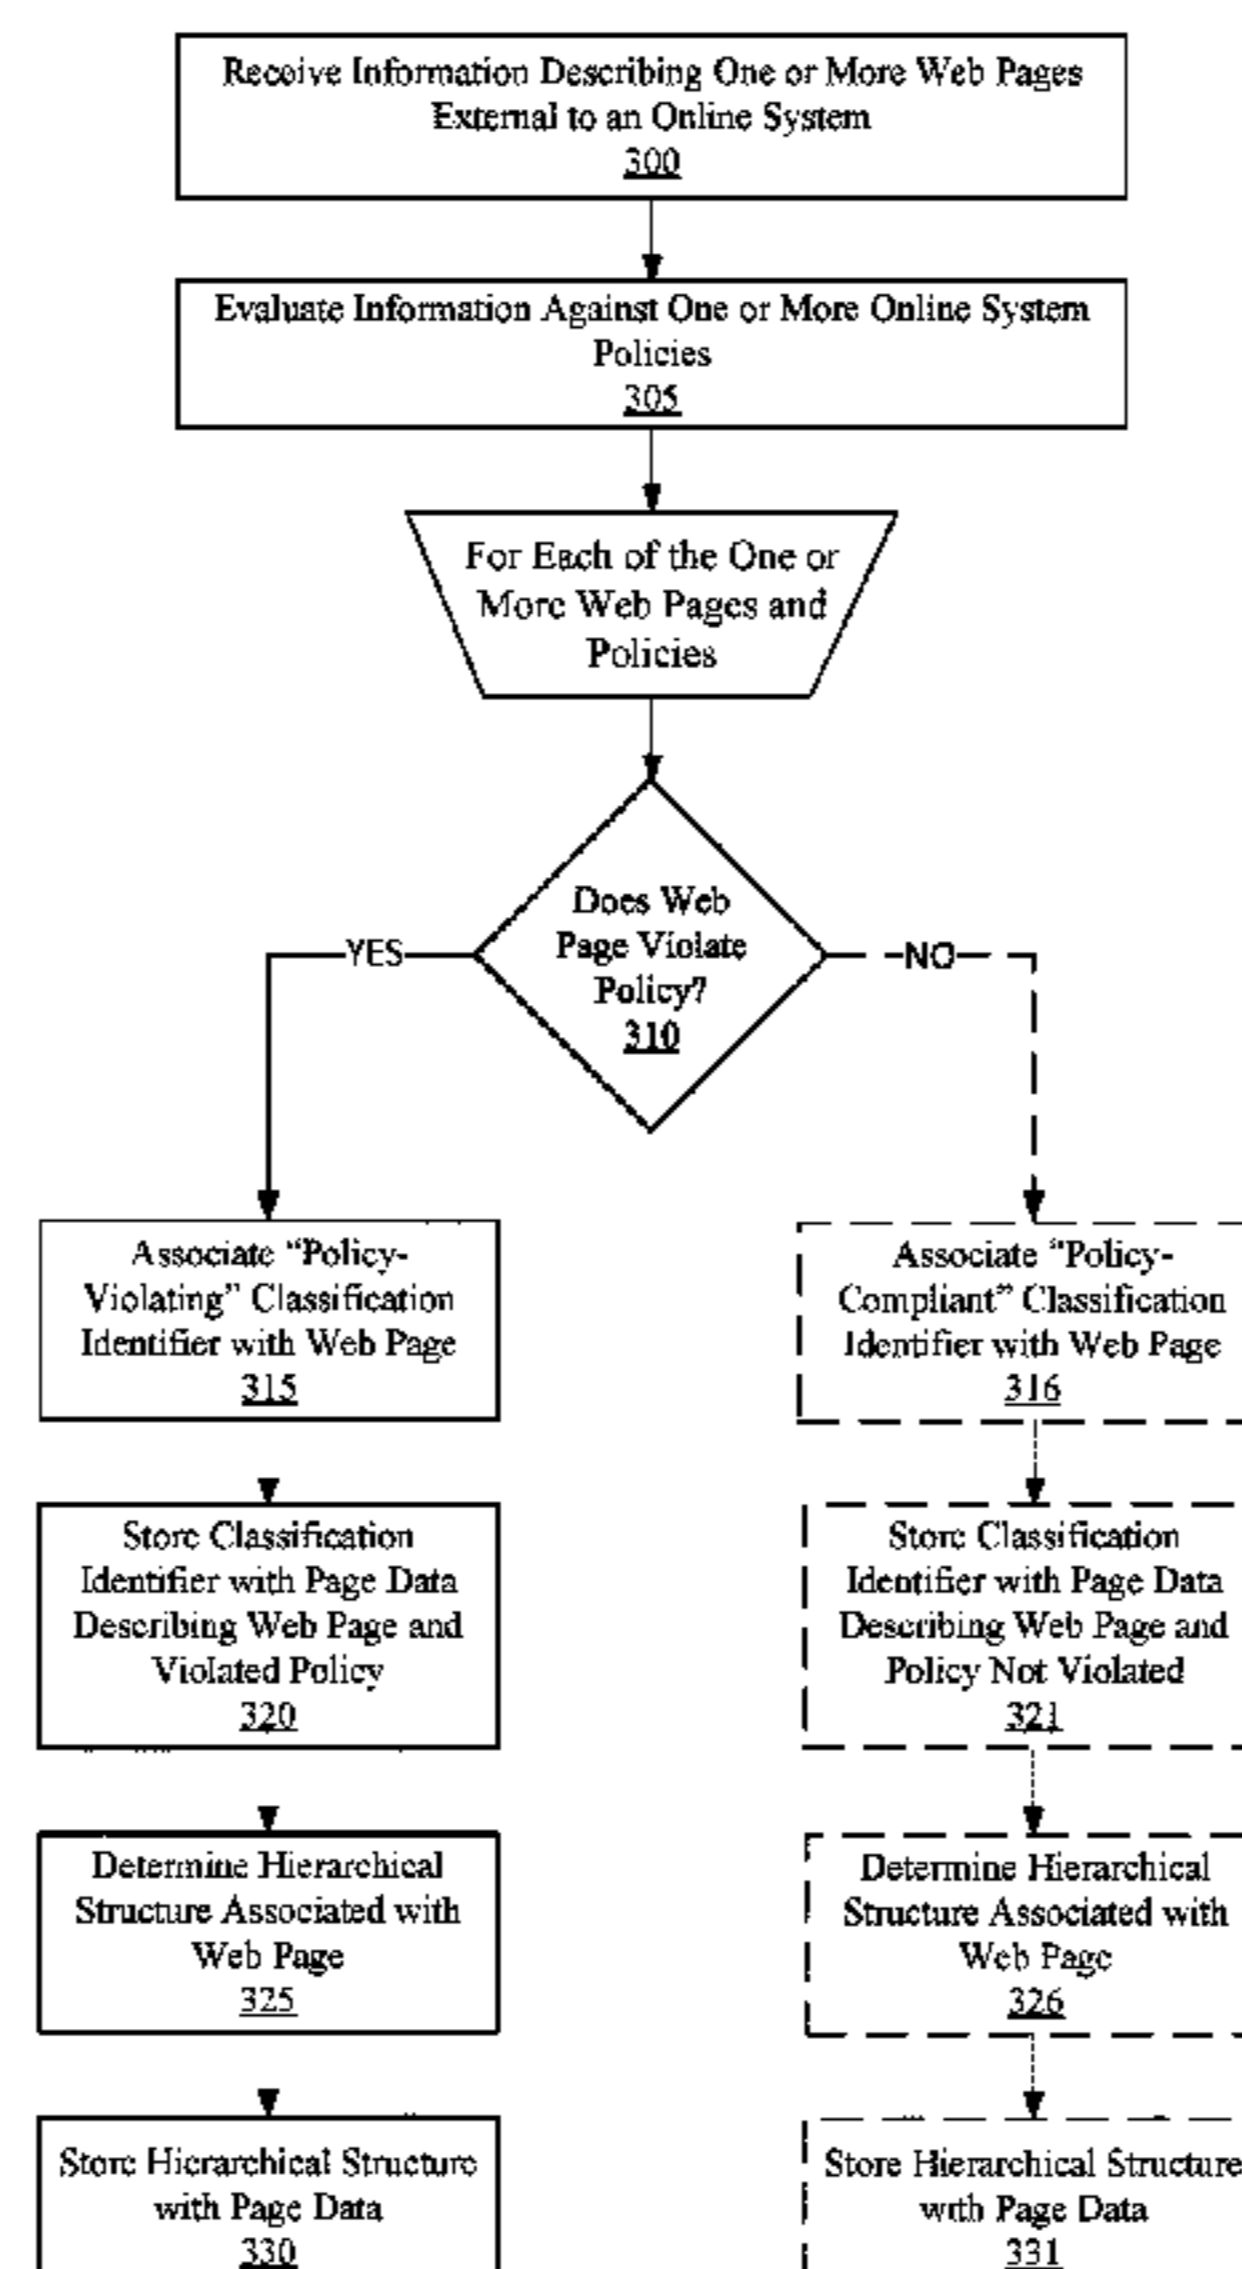 Receive Information Describing One or More Web Pages
External to an Online System
300
Evaluate Information Against One or More Online System
Policies
305
For Each of the One or
More Web Pages and
Policies
Does Web
Page Violate
Policy?
310
YES
NO
Associate “Policy-
Violating” Classification
Identifier with Web Page
315
Store Classification
Identifier with Page Data
Describing Web Page and
Violated Policy
320
Determine Hierarchical
Structure Associated with
Web Page
325
Store Hierarchical Structure
with Page Data
330
Associate “Policy-
Compliant” Classification
Identifier with Web Page
316
Store Classification
Identifier with Page Data
Describing Web Page and
Policy Not Violated
321
Determine Hierarchical
Structure Associated with
Web Page
326
Store Hierarchical Structure
with Page Data
331